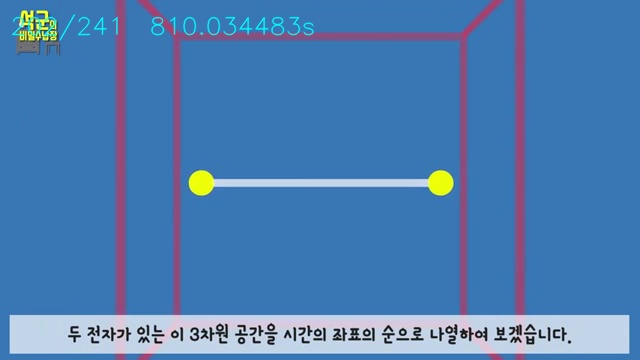 석군의
비밀수납장
/241 810.034483s
두 전자가 있는 이 3차원 공간을 시간의 좌표의 순으로 나열하여 보겠습니다.